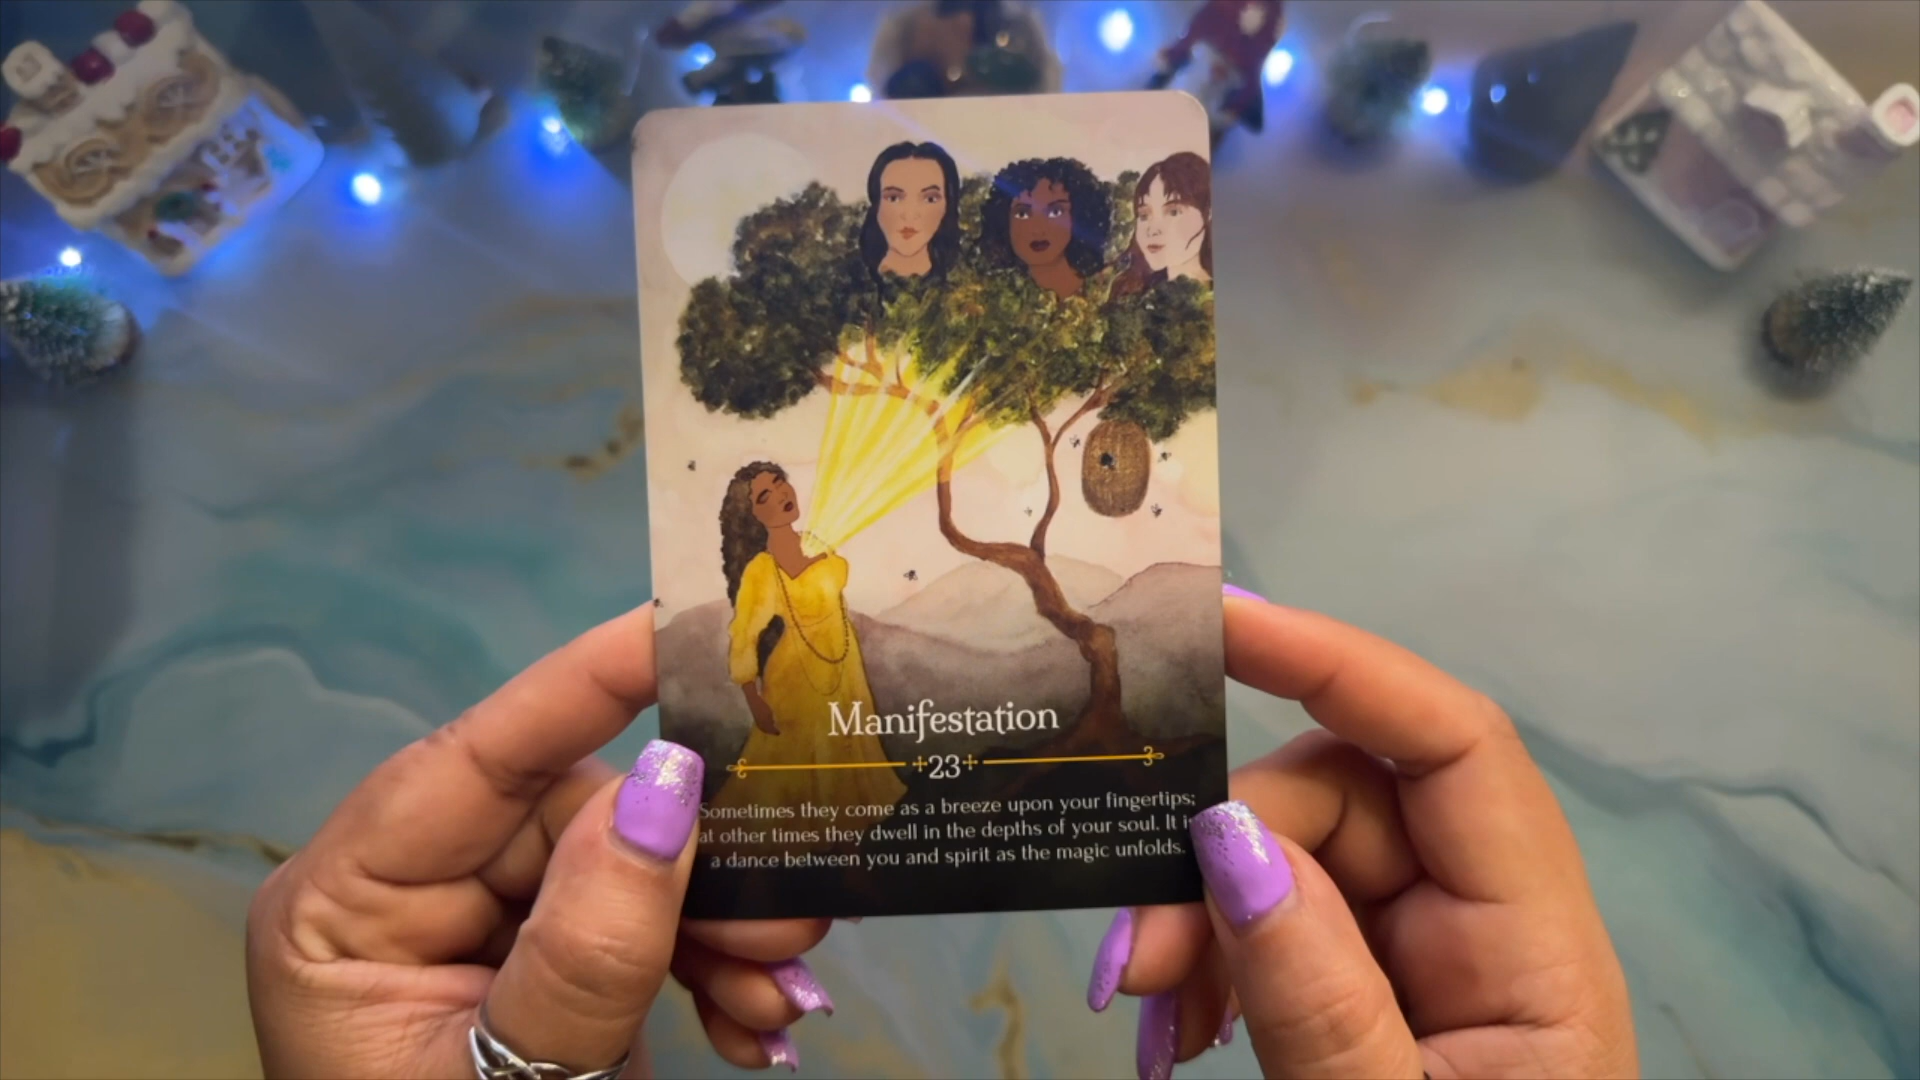 Manifestation
23
Sometimes they come as a breeze upon your fingertips;
at other times they dwell in the depths of your soul. It
a dance between you and spirit as the magic unfolds.